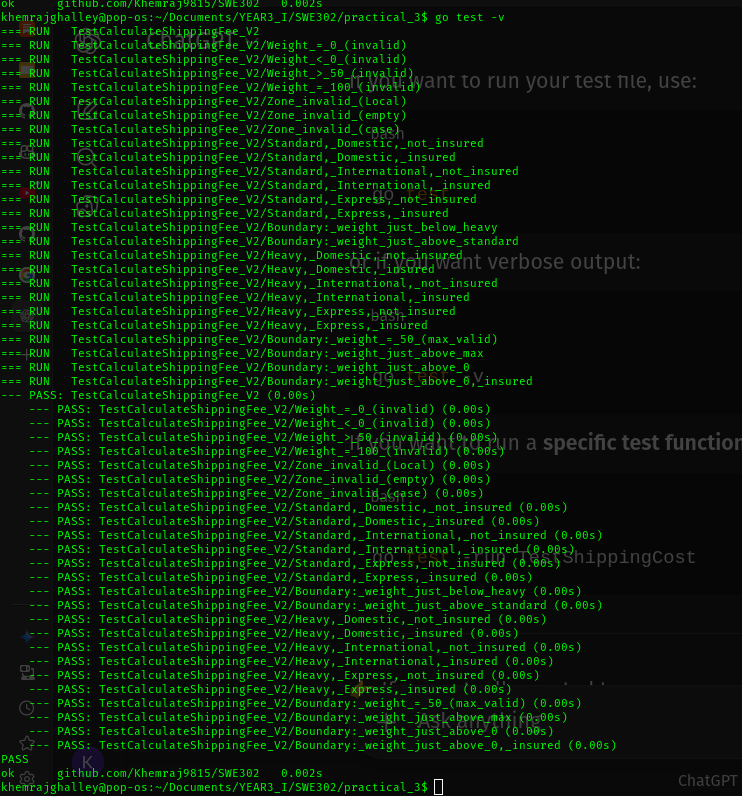 ok      github.com/Khemraj9815/SWE302   0.002s
khemrajghalley@pop-os:~/Documents/YEAR3_I/SWE302/practical_3$ go test -v
=== RUN   TestCalculateShippingFee_V2
=== RUN   TestCalculateShippingFee_V2/Weight_=_0_(invalid)
=== RUN   TestCalculateShippingFee_V2/Weight_<_0_(invalid)
=== RUN   TestCalculateShippingFee_V2/Weight_>_50_(invalid)
=== RUN   TestCalculateShippingFee_V2/Weight_=_100_(invalid)
=== RUN   TestCalculateShippingFee_V2/Zone_invalid_(Local)
=== RUN   TestCalculateShippingFee_V2/Zone_invalid_(empty)
=== RUN   TestCalculateShippingFee_V2/Zone_invalid_(case)
=== RUN   TestCalculateShippingFee_V2/Standard,_Domestic,_not_insured
=== RUN   TestCalculateShippingFee_V2/Standard,_Domestic,_insured
=== RUN   TestCalculateShippingFee_V2/Standard,_International,_not_insured
=== RUN   TestCalculateShippingFee_V2/Standard,_International,_insured
=== RUN   TestCalculateShippingFee_V2/Standard,_Express,_not_insured
=== RUN   TestCalculateShippingFee_V2/Standard,_Express,_insured
=== RUN   TestCalculateShippingFee_V2/Boundary:_weight_just_below_heavy
=== RUN   TestCalculateShippingFee_V2/Boundary:_weight_just_above_standard
=== RUN   TestCalculateShippingFee_V2/Heavy,_Domestic,_not_insured
=== RUN   TestCalculateShippingFee_V2/Heavy,_Domestic,_insured
=== RUN   TestCalculateShippingFee_V2/Heavy,_International,_not_insured
=== RUN   TestCalculateShippingFee_V2/Heavy,_International,_insured
=== RUN   TestCalculateShippingFee_V2/Heavy,_Express,_not_insured
=== RUN   TestCalculateShippingFee_V2/Heavy,_Express,_insured
=== RUN   TestCalculateShippingFee_V2/Boundary:_weight_=_50_(max_valid)
=== RUN   TestCalculateShippingFee_V2/Boundary:_weight_just_above_max
=== RUN   TestCalculateShippingFee_V2/Boundary:_weight_just_above_0
=== RUN   TestCalculateShippingFee_V2/Boundary:_weight_just_above_0,_insured
--- PASS: TestCalculateShippingFee_V2 (0.00s)
    --- PASS: TestCalculateShippingFee_V2/Weight_=_0_(invalid) (0.00s)
    --- PASS: TestCalculateShippingFee_V2/Weight_<_0_(invalid) (0.00s)
    --- PASS: TestCalculateShippingFee_V2/Weight_>_50_(invalid) (0.00s)
    --- PASS: TestCalculateShippingFee_V2/Weight_=_100_(invalid) (0.00s)
    --- PASS: TestCalculateShippingFee_V2/Zone_invalid_(Local) (0.00s)
    --- PASS: TestCalculateShippingFee_V2/Zone_invalid_(empty) (0.00s)
    --- PASS: TestCalculateShippingFee_V2/Zone_invalid_(case) (0.00s)
    --- PASS: TestCalculateShippingFee_V2/Standard,_Domestic,_not_insured (0.00s)
    --- PASS: TestCalculateShippingFee_V2/Standard,_Domestic,_insured (0.00s)
    --- PASS: TestCalculateShippingFee_V2/Standard,_International,_not_insured (0.00s)
    --- PASS: TestCalculateShippingFee_V2/Standard,_International,_insured (0.00s)
    --- PASS: TestCalculateShippingFee_V2/Standard,_Express,_not_insured (0.00s)
    --- PASS: TestCalculateShippingFee_V2/Standard,_Express,_insured (0.00s)
    --- PASS: TestCalculateShippingFee_V2/Boundary:_weight_just_below_heavy (0.00s)
    --- PASS: TestCalculateShippingFee_V2/Boundary:_weight_just_above_standard (0.00s)
    --- PASS: TestCalculateShippingFee_V2/Heavy,_Domestic,_not_insured (0.00s)
    --- PASS: TestCalculateShippingFee_V2/Heavy,_Domestic,_insured (0.00s)
    --- PASS: TestCalculateShippingFee_V2/Heavy,_International,_not_insured (0.00s)
    --- PASS: TestCalculateShippingFee_V2/Heavy,_International,_insured (0.00s)
    --- PASS: TestCalculateShippingFee_V2/Heavy,_Express,_not_insured (0.00s)
    --- PASS: TestCalculateShippingFee_V2/Heavy,_Express,_insured (0.00s)
    --- PASS: TestCalculateShippingFee_V2/Boundary:_weight_=_50_(max_valid) (0.00s)
    --- PASS: TestCalculateShippingFee_V2/Boundary:_weight_just_above_max (0.00s)
    --- PASS: TestCalculateShippingFee_V2/Boundary:_weight_just_above_0 (0.00s)
    --- PASS: TestCalculateShippingFee_V2/Boundary:_weight_just_above_0,_insured (0.00s)
PASS
ok      github.com/Khemraj9815/SWE302   0.002s
khemrajghalley@pop-os:~/Documents/YEAR3_I/SWE302/practical_3$
ChatGPT
If you want to run your test file, use:
bash
go test
or if you want verbose output:
bash
go test -v
If you want to run a specific test function
bash
go test -run TestShippingCost
Ask anything
K
ChatGPT